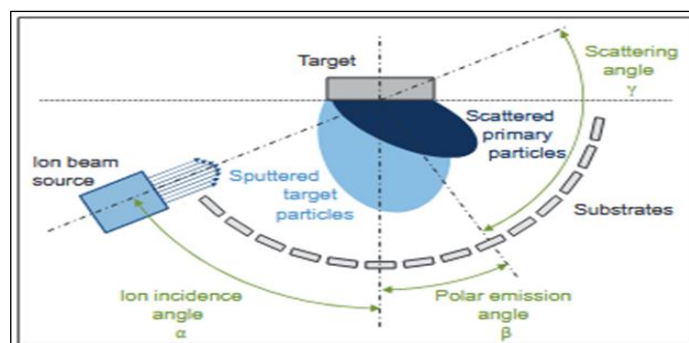 Target
Scattering
angle
γ
Scattered
primary
particles
Ion beam
source
Sputtered
target
particles
Substrates
Ion incidence
angle
α
Polar emission
angle
β